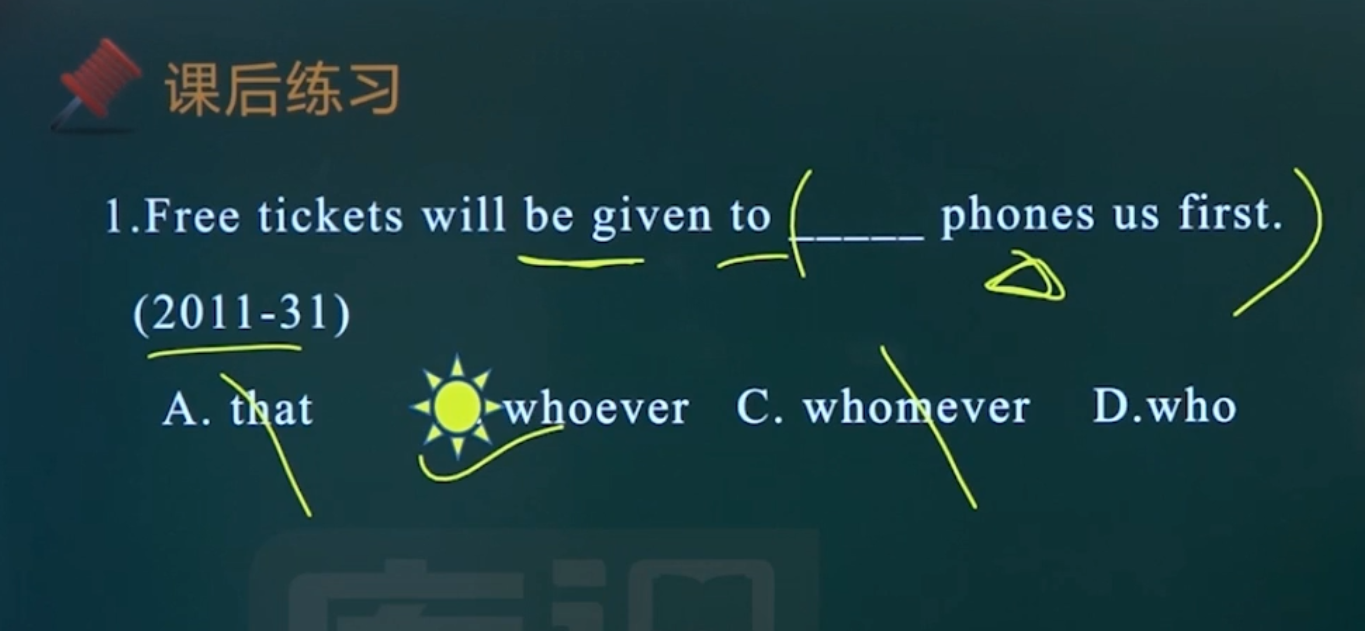 课后练习
1.Free tickets will be given to _____ phones us first.
(2011-31)
A. that whoever C. whomever D.who